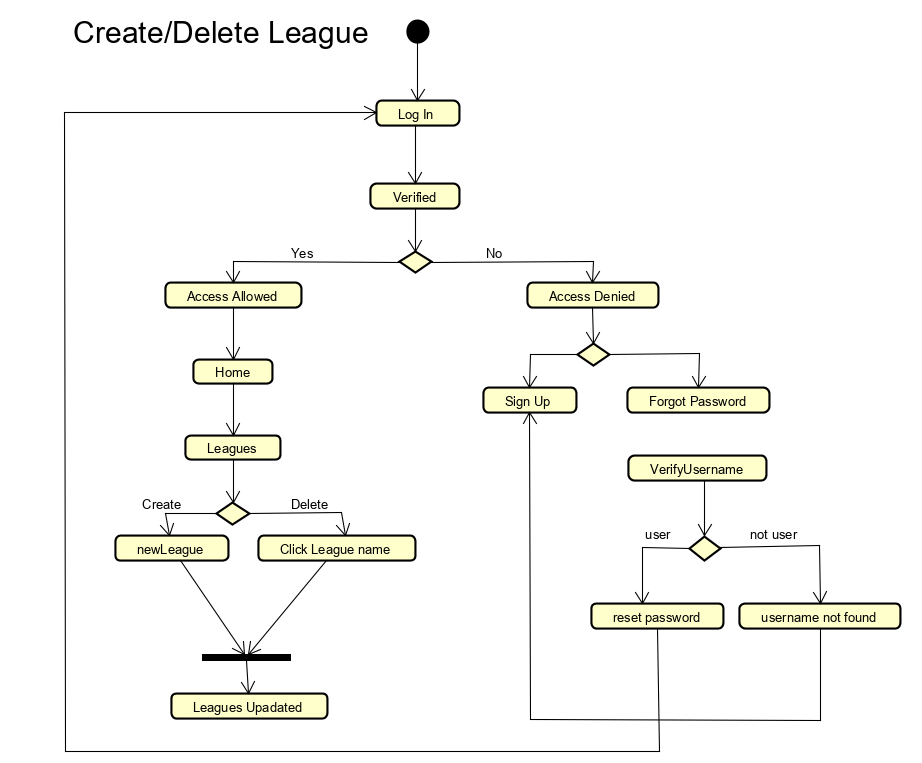 Create/Delete League
Log In
Verified
Yes
No
Access Allowed
Access Denied
Home
Sign Up
Forgot Password
Leagues
VerifyUsername
Create
Delete
user
not user
newLeague
Click League name
reset password
username not found
Leagues Upadated